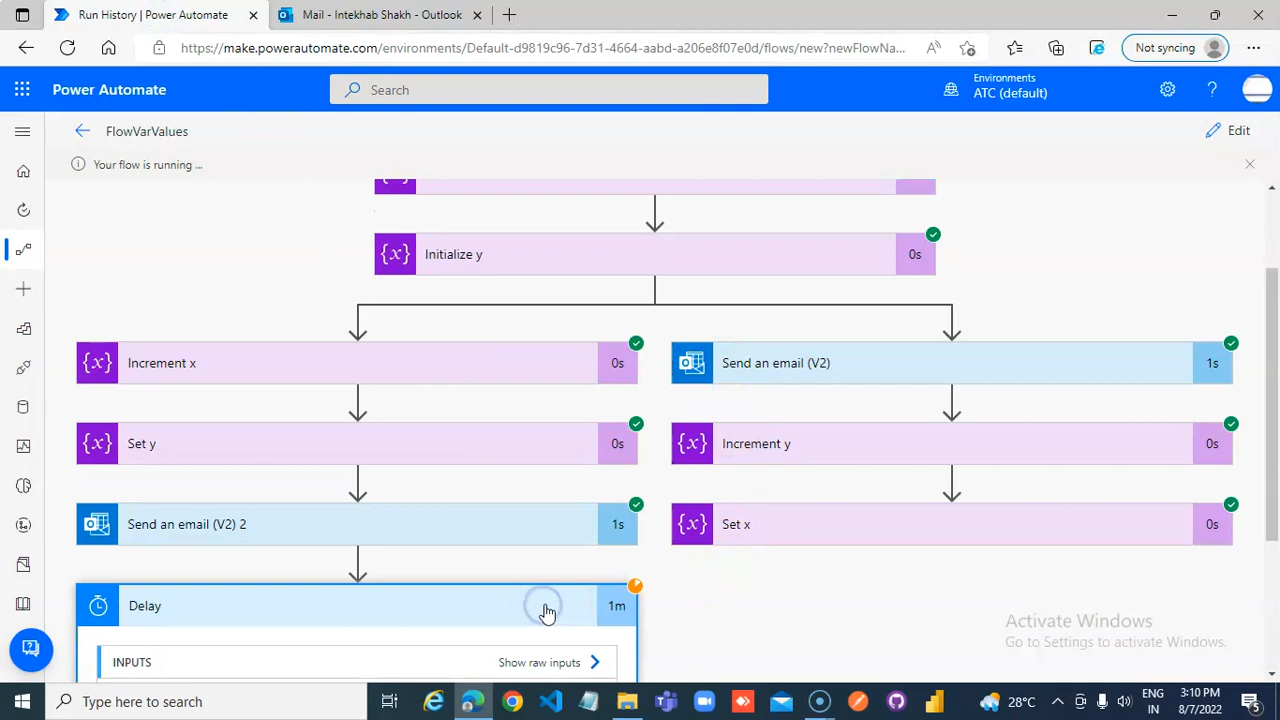 Run History | Power Automate
Mail - Intekhab Shakh - Outlook
https://make.powerautomate.com/environments/Default-d9819c96-7d31-4664-aabd-a206e8f07e0d/flows/new?newFlowNa...
Not syncing
Power Automate
Search
Environments
ATC (default)
FlowVarValues
Edit
Your flow is running ...
Initialize y
0s
Increment x
0s
Send an email (V2)
1s
Set y
0s
Increment y
0s
Send an email (V2) 2
1s
Set x
0s
Delay
1m
INPUTS
Show raw inputs
Activate Windows
Go to Settings to activate Windows.
Type here to search
28°C
ENG
IN
3:10 PM
8/7/2022
5